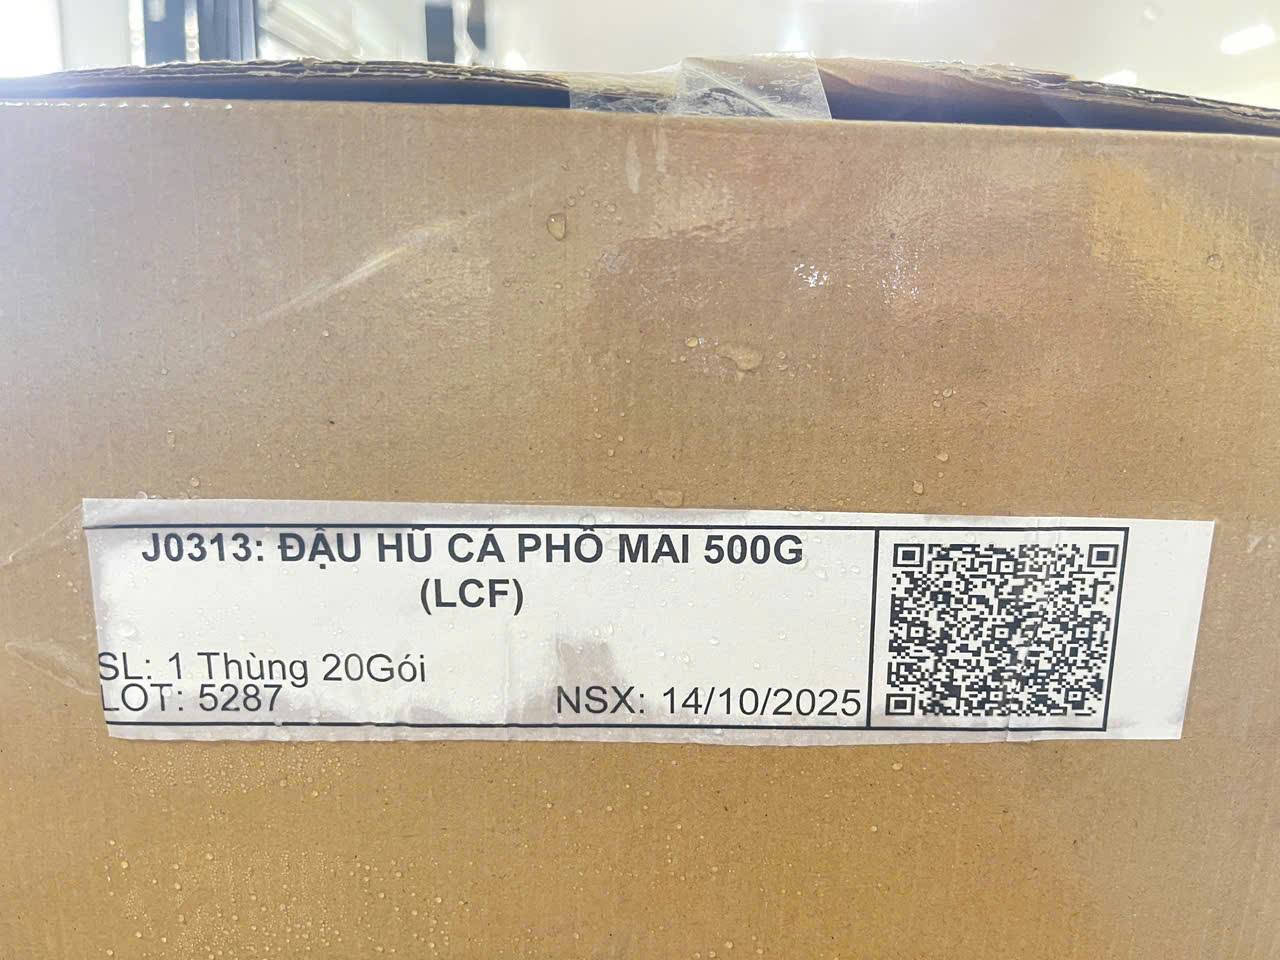 J0313: ĐẬU HŨ CÁ PHÔ MAI 500G
(LCF)
SL: 1 Thùng 20Gói
LOT: 5287
NSX: 14/10/2025